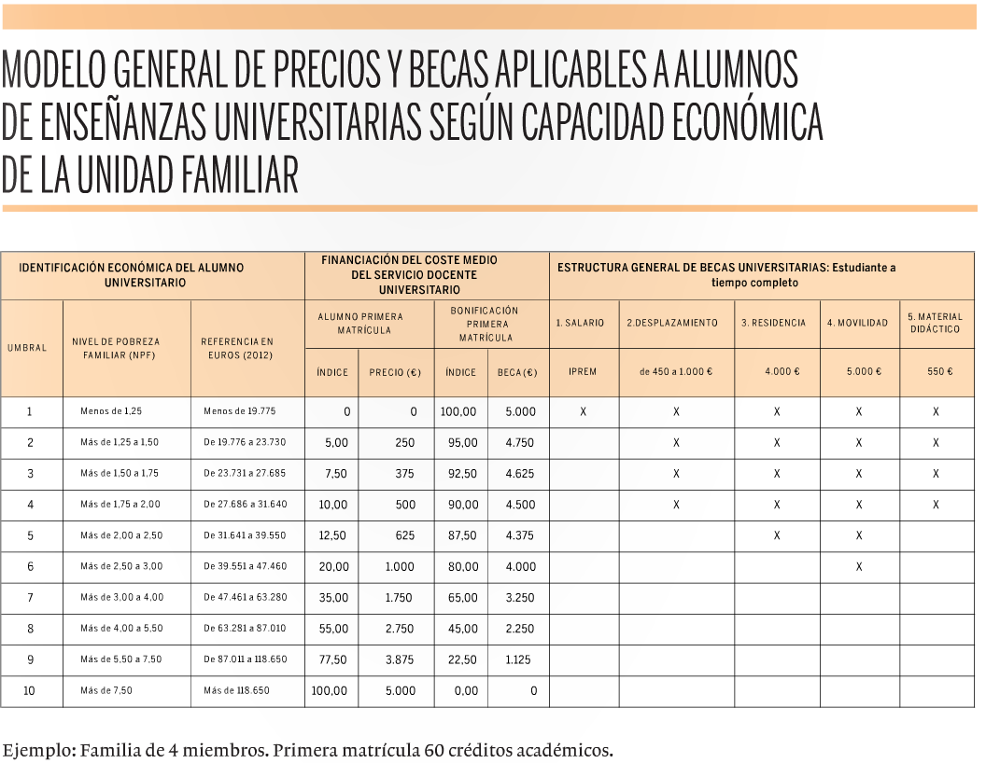 MODELO GENERAL DE PRECIOS Y BECAS APLICABLES A ALUMNOS
DE ENSEÑANZAS UNIVERSITARIAS SEGÚN CAPACIDAD ECONÓMICA
DE LA UNIDAD FAMILIAR
IDENTIFICACIÓN ECONÓMICA DEL ALUMNO
UNIVERSITARIO
FINANCIACIÓN DEL COSTE MEDIO
DEL SERVICIO DOCENTE
UNIVERSITARIO
ESTRUCTURA GENERAL DE BECAS UNIVERSITARIAS: Estudiante a
tiempo completo
UMBRAL
NIVEL DE POBREZA
FAMILIAR (NPF)
REFERENCIA EN
EUROS (2012)
ALUMNO PRIMERA
MATRÍCULA
BONIFICACIÓN
PRIMERA
MATRÍCULA
1. SALARIO
2.DESPLAZAMIENTO
3. RESIDENCIA
4. MOVILIDAD
5. MATERIAL
DIDÁCTICO
ÍNDICE PRECIO (€) ÍNDICE BECA (€) IPREM de 450 a 1.000 € 4.000 € 5.000 € 550 €
1 Menos de 1,25 Menos de 19.775 0 0 100,00 5.000 X X X X X
2 Más de 1,25 a 1,50 De 19.776 a 23.730 5,00 250 95,00 4.750 X X X X
3 Más de 1,50 a 1,75 De 23.731 a 27.685 7,50 375 92,50 4.625 X X X X
4 Más de 1,75 a 2,00 De 27.686 a 31.640 10,00 500 90,00 4.500 X X X X
5 Más de 2,00 a 2,50 De 31.641 a 39.550 12,50 625 87,50 4.375 X X
6 Más de 2,50 a 3,00 De 39.551 a 47.460 20,00 1.000 80,00 4.000 X
7 Más de 3,00 a 4,00 De 47.461 a 63.280 35,00 1.750 65,00 3.250
8 Más de 4,00 a 5,50 De 63.281 a 87.010 55,00 2.750 45,00 2.250
9 Más de 5,50 a 7,50 De 87.011 a 118.650 77,50 3.875 22,50 1.125
10 Más de 7,50 Más de 118.650 100,00 5.000 0,00 0
Ejemplo: Familia de 4 miembros. Primera matrícula 60 créditos académicos.